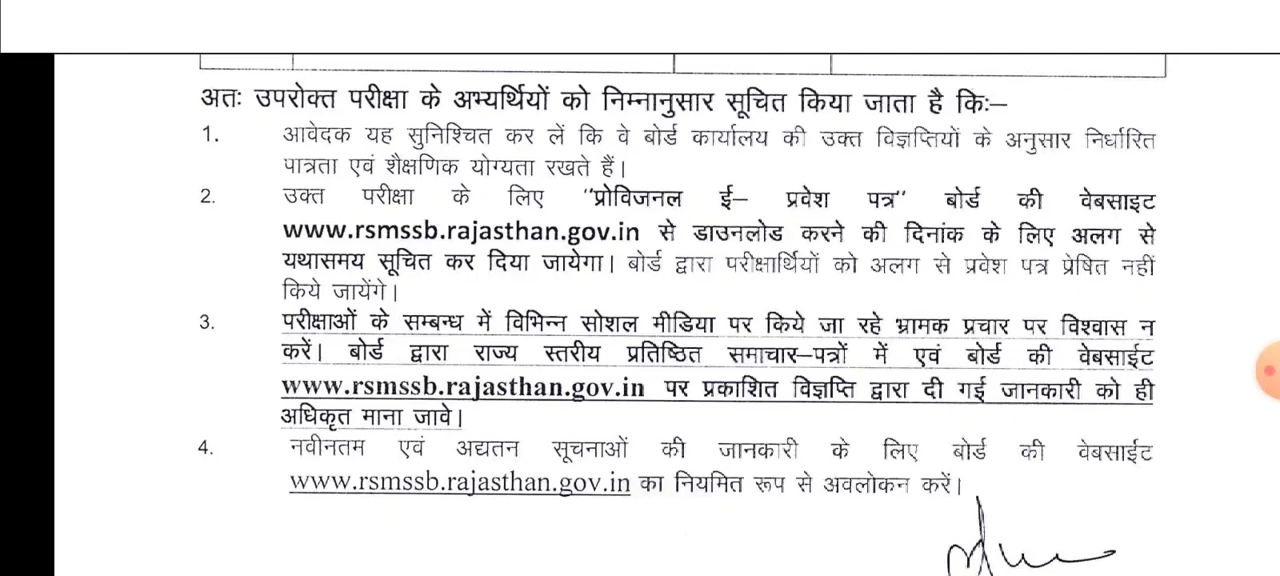 अतः उपरोक्त परीक्षा के अभ्यर्थियों को निम्नानुसार सूचित किया जाता है किः–
1. आवेदक यह सुनिश्चित कर लें कि वे बोर्ड कार्यालय की उक्त विज्ञप्तियों के अनुसार निर्धारित
पात्रता एवं शैक्षणिक योग्यता रखते हैं।
2. उक्त परीक्षा के लिए "प्रोविजनल ई– प्रवेश पत्र" बोर्ड की वेबसाइट
www.rsmssb.rajasthan.gov.in से डाउनलोड करने की दिनांक के लिए अलग से
यथासमय सूचित कर दिया जायेगा। बोर्ड द्वारा परीक्षार्थियों को अलग से प्रवेश पत्र प्रेषित नहीं
किये जायेंगे।
3. परीक्षाओं के सम्बन्ध में विभिन्न सोशल मीडिया पर किये जा रहे भ्रामक प्रचार पर विश्वास न
करें। बोर्ड द्वारा राज्य स्तरीय प्रतिष्ठित समाचार–पत्रों में एवं बोर्ड की वेबसाईट
www.rsmssb.rajasthan.gov.in पर प्रकाशित विज्ञप्ति द्वारा दी गई जानकारी को ही
अधिकृत माना जावे।
4. नवीनतम एवं अद्यतन सूचनाओं की जानकारी के लिए बोर्ड की वेबसाईट
www.rsmssb.rajasthan.gov.in का नियमित रूप से अवलोकन करें।